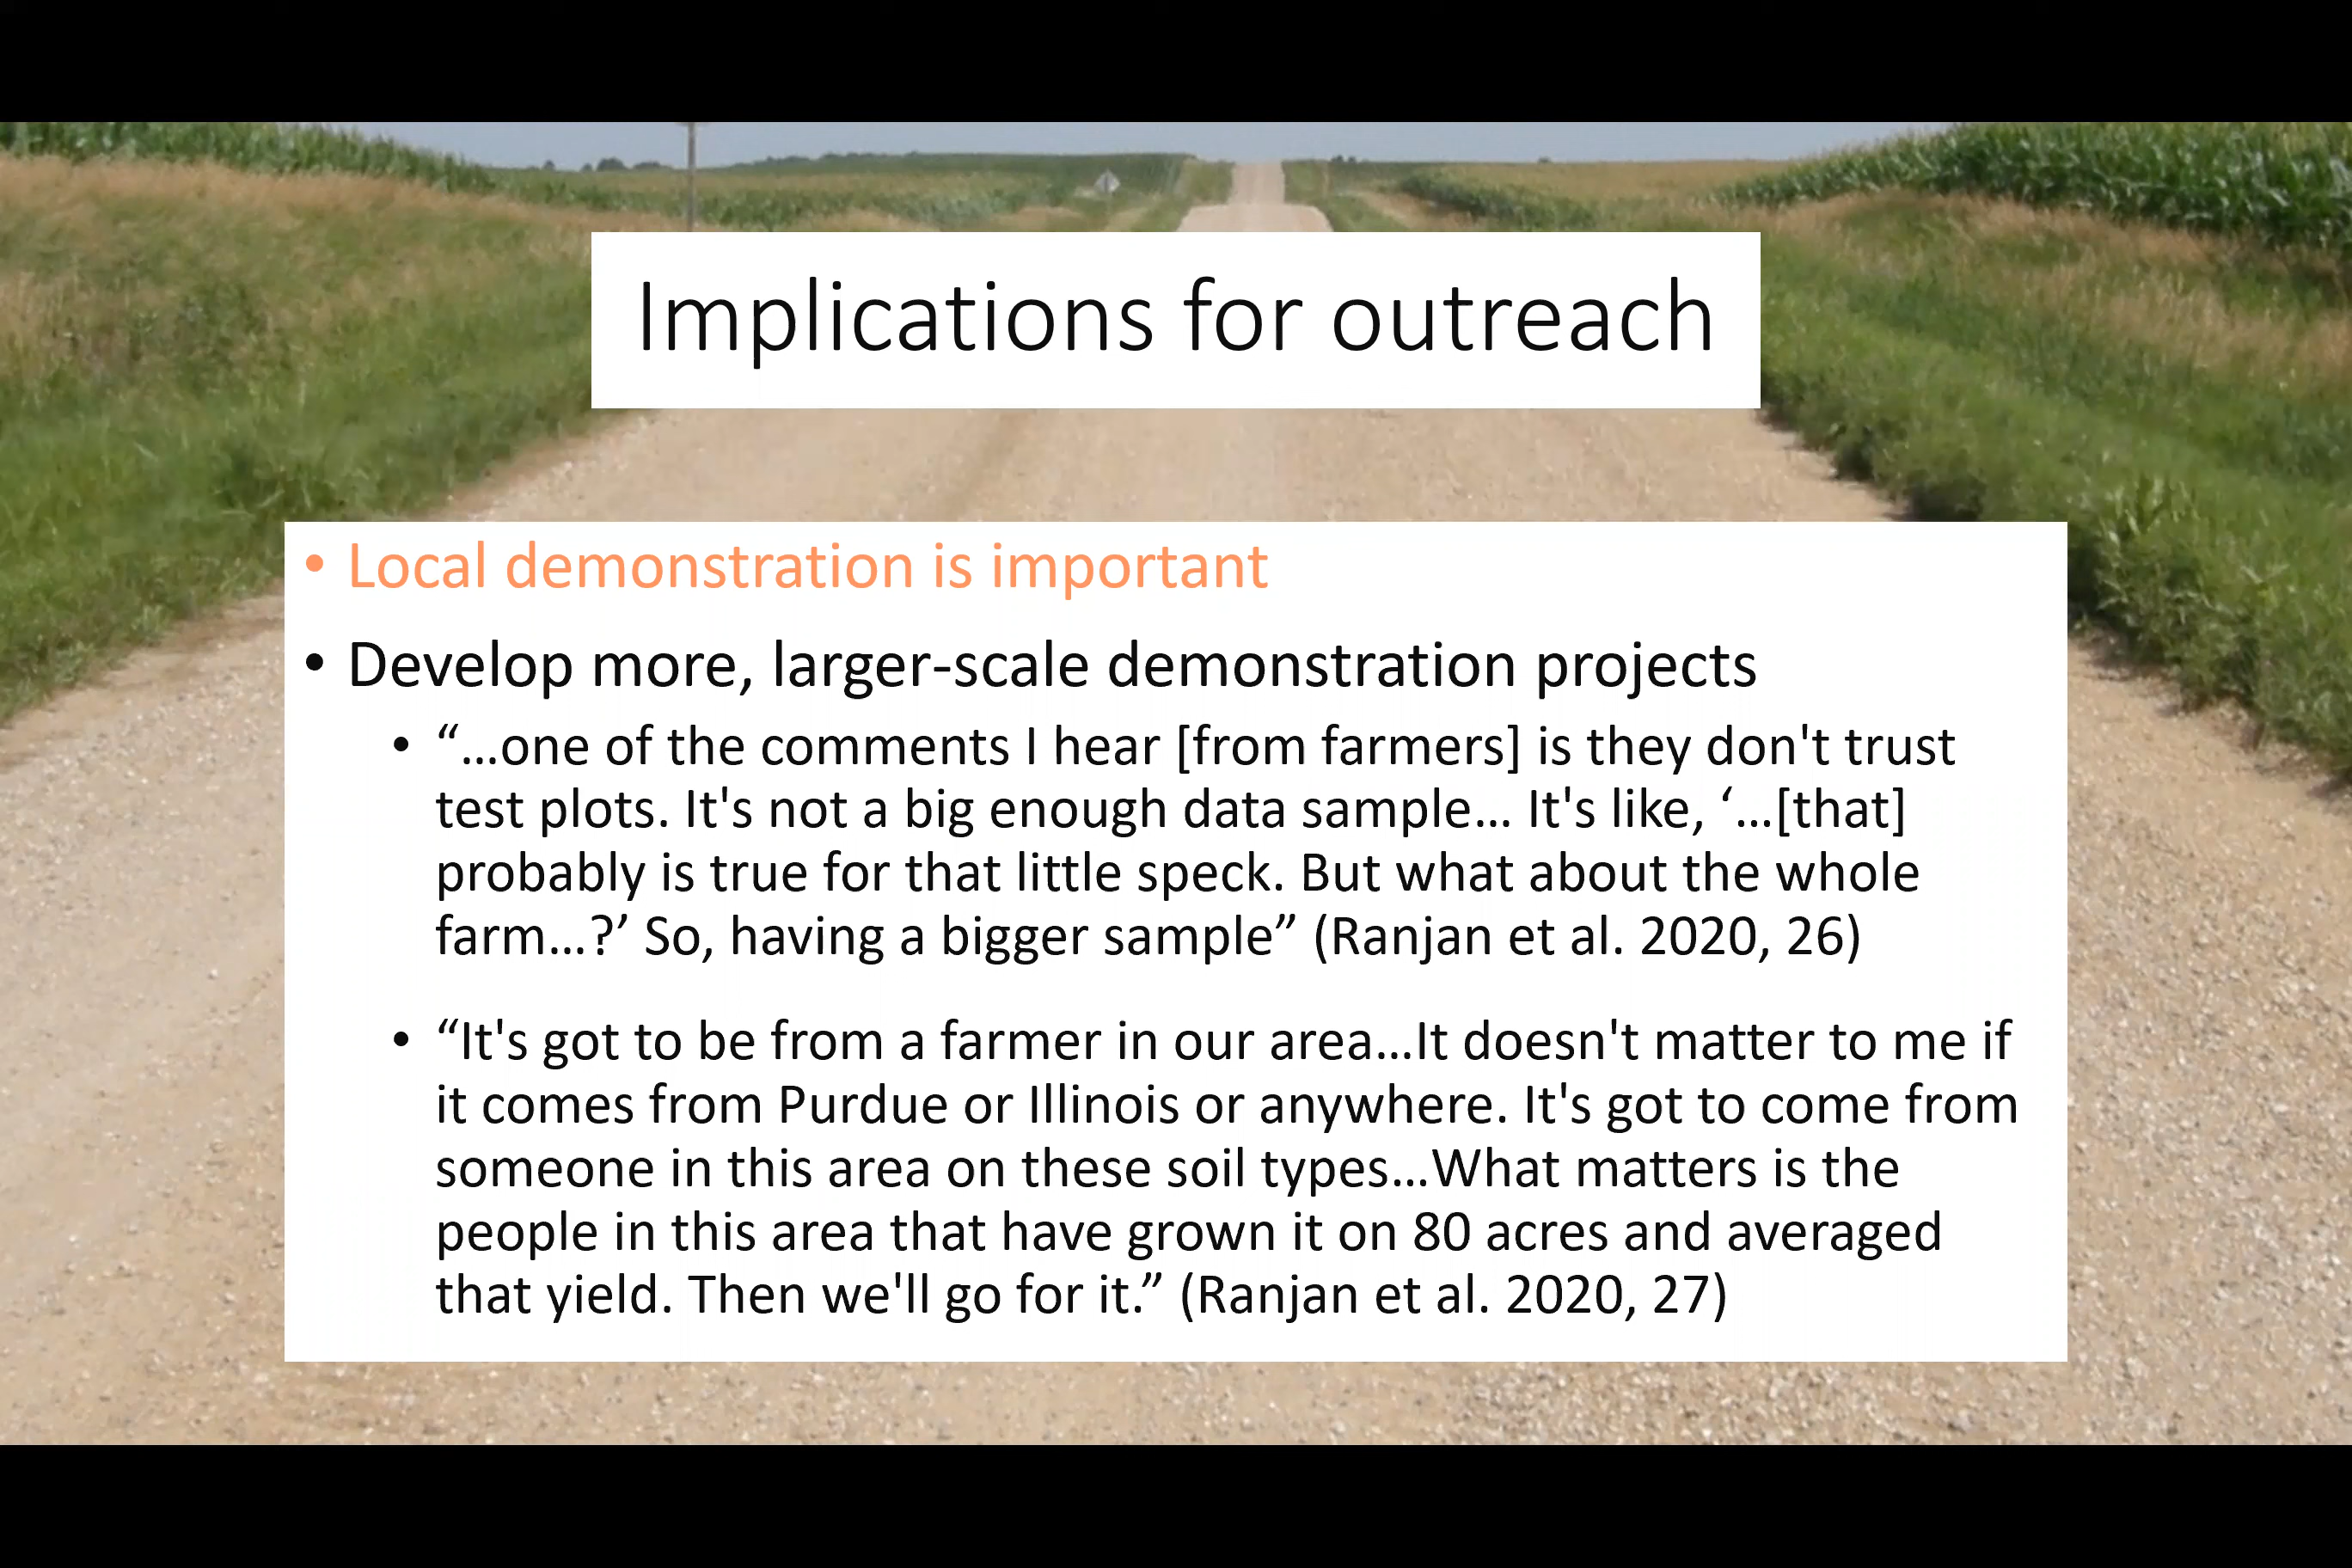 Implications for outreach
• Local demonstration is important
• Develop more, larger-scale demonstration projects
• “…one of the comments I hear [from farmers] is they don't trust
test plots. It's not a big enough data sample… It's like, ‘…[that]
probably is true for that little speck. But what about the whole
farm…?’ So, having a bigger sample” (Ranjan et al. 2020, 26)
• “It's got to be from a farmer in our area…It doesn't matter to me if
it comes from Purdue or Illinois or anywhere. It's got to come from
someone in this area on these soil types…What matters is the
people in this area that have grown it on 80 acres and averaged
that yield. Then we'll go for it.” (Ranjan et al. 2020, 27)